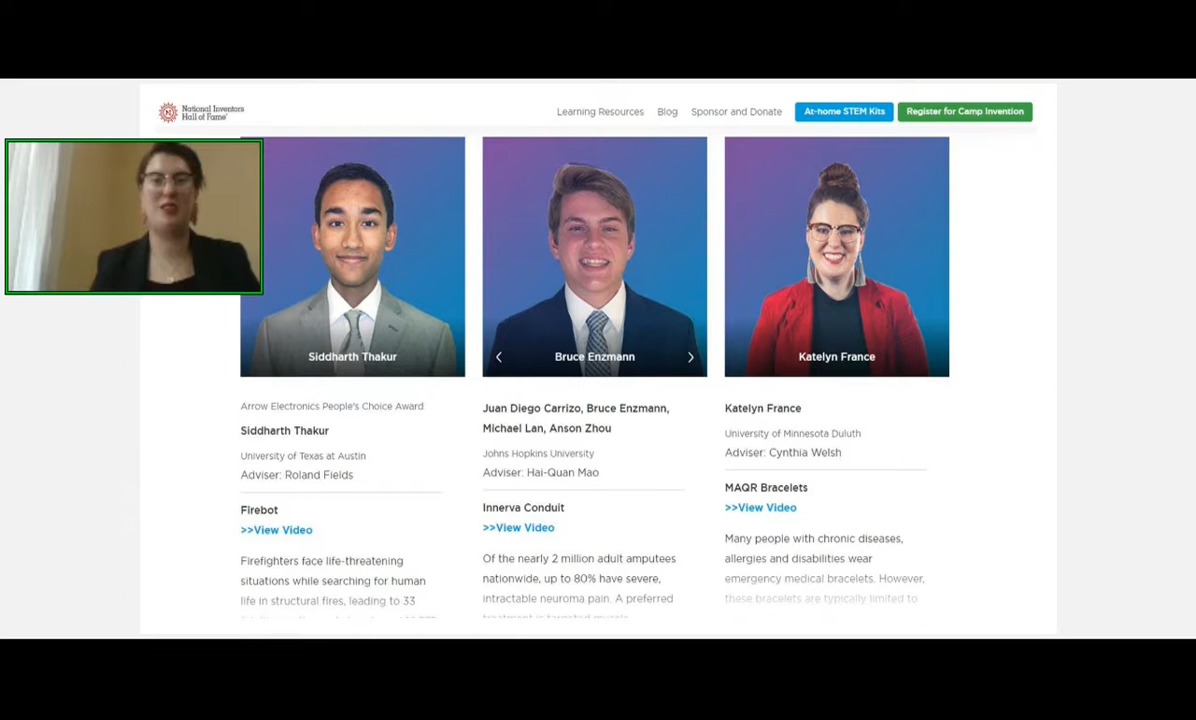 National Inventors
Hall of Fame®
Learning Resources
Blog
Sponsor and Donate
At-home STEM Kits
Register for Camp Invention
Siddharth Thakur
Arrow Electronics People's Choice Award
Siddharth Thakur
University of Texas at Austin
Adviser: Roland Fields
Firebot
>>View Video
Firefighters face life-threatening
situations while searching for human
life in structural fires, leading to 33
Bruce Enzmann
Juan Diego Carrizo, Bruce Enzmann,
Michael Lan, Anson Zhou
Johns Hopkins University
Adviser: Hai-Quan Mao
Innerva Conduit
>>View Video
Of the nearly 2 million adult amputees
nationwide, up to 80% have severe,
intractable neuroma pain. A preferred
treatment is targeted muscle
Katelyn France
Katelyn France
University of Minnesota Duluth
Adviser: Cynthia Welsh
MAQR Bracelets
>>View Video
Many people with chronic diseases,
allergies and disabilities wear
emergency medical bracelets. However,
these bracelets are typically limited to